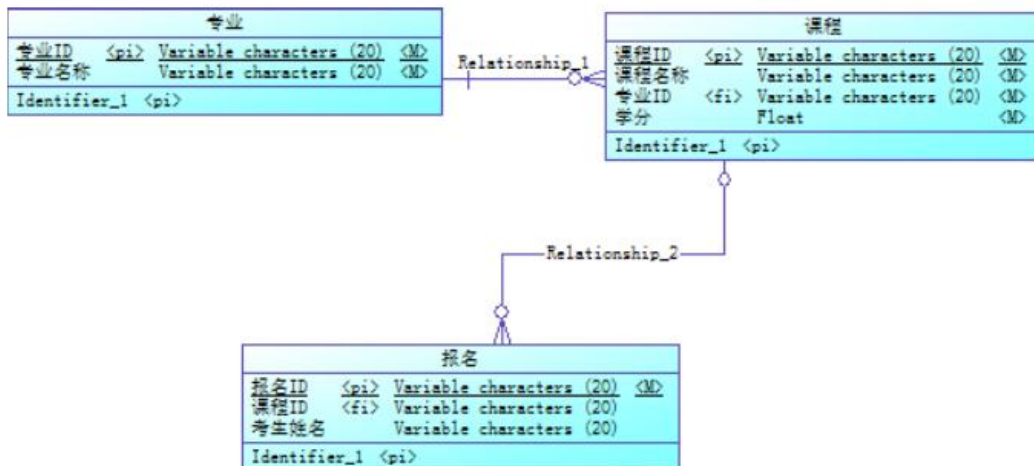 专业
专业ID <pi> Variable characters (20) <M>
专业名称 Variable characters (20) <M>
Identifier_1 <pi>
Relationship_1
课程
课程ID <pi> Variable characters (20) <M>
课程名称 Variable characters (20) <M>
专业ID <fi> Variable characters (20) <M>
学分 Float <M>
Identifier_1 <pi>
Relationship_2
报名
报名ID <pi> Variable characters (20) <M>
课程ID <fi> Variable characters (20)
考生姓名 Variable characters (20)
Identifier_1 <pi>